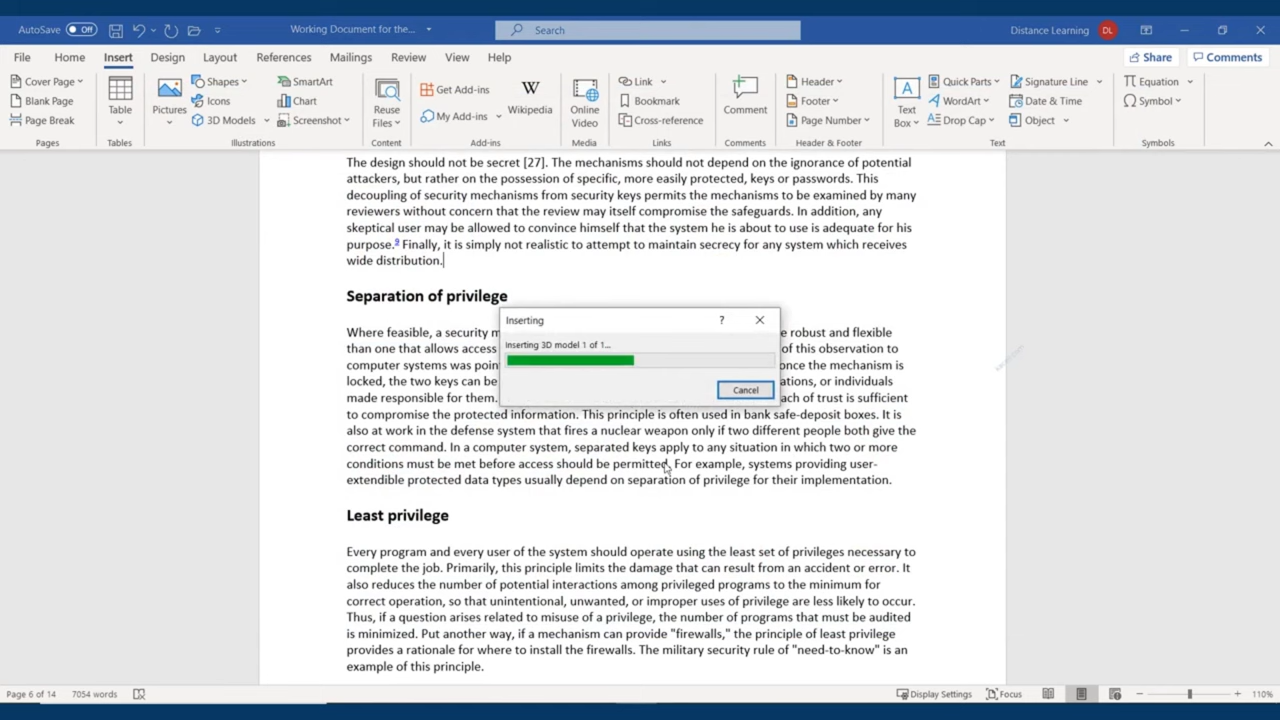 AutoSave Off Working Document for the... Search Distance Learning DL
File Home Insert Design Layout References Mailings Review View Help Share Comments
Cover Page
Blank Page
Page Break
Pages
Table
Tables
Pictures
Shapes
Icons
3D Models
SmartArt
Chart
Screenshot
Illustrations
Reuse
Files
Content
Get Add-ins
My Add-ins
W
Wikipedia
Add-ins
Online
Video
Media
Link
Bookmark
Cross-reference
Links
Comment
Comments
Header
Footer
Page Number
Header & Footer
Text
Box
Quick Parts
WordArt
Drop Cap
Signature Line
Date & Time
Object
Text
Equation
Symbol
Symbols
The design should not be secret [27]. The mechanisms should not depend on the ignorance of potential
attackers, but rather on the possession of specific, more easily protected, keys or passwords. This
decoupling of security mechanisms from security keys permits the mechanisms to be examined by many
reviewers without concern that the review may itself compromise the safeguards. In addition, any
skeptical user may be allowed to convince himself that the system he is about to use is adequate for his
purpose.9 Finally, it is simply not realistic to attempt to maintain secrecy for any system which receives
wide distribution.
Separation of privilege
Where feasible, a security m e robust and flexible
than one that allows access of this observation to
computer systems was poin once the mechanism is
locked, the two keys can be ations, or individuals
made responsible for them. ach of trust is sufficient
to compromise the protected information. This principle is often used in bank safe-deposit boxes. It is
also at work in the defense system that fires a nuclear weapon only if two different people both give the
correct command. In a computer system, separated keys apply to any situation in which two or more
conditions must be met before access should be permitted. For example, systems providing user-
extendible protected data types usually depend on separation of privilege for their implementation.
Inserting ?
Inserting 3D model 1 of 1...
Cancel
Least privilege
Every program and every user of the system should operate using the least set of privileges necessary to
complete the job. Primarily, this principle limits the damage that can result from an accident or error. It
also reduces the number of potential interactions among privileged programs to the minimum for
correct operation, so that unintentional, unwanted, or improper uses of privilege are less likely to occur.
Thus, if a question arises related to misuse of a privilege, the number of programs that must be audited
is minimized. Put another way, if a mechanism can provide "firewalls," the principle of least privilege
provides a rationale for where to install the firewalls. The military security rule of "need-to-know" is an
example of this principle.
Page 6 of 14 7054 words Display Settings Focus 110%